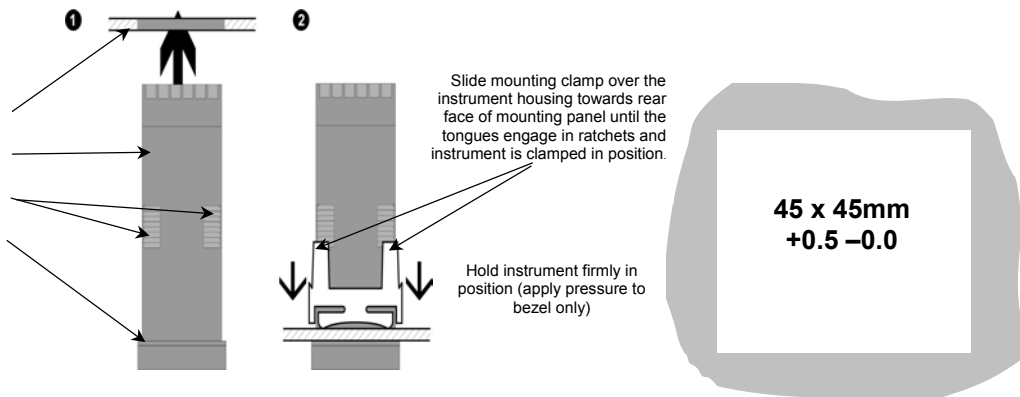 1
2
Slide mounting clamp over the
instrument housing towards rear
face of mounting panel until the
tongues engage in ratchets and
instrument is clamped in position.
Hold instrument firmly in
position (apply pressure to
bezel only)
45 x 45mm
+0.5 –0.0